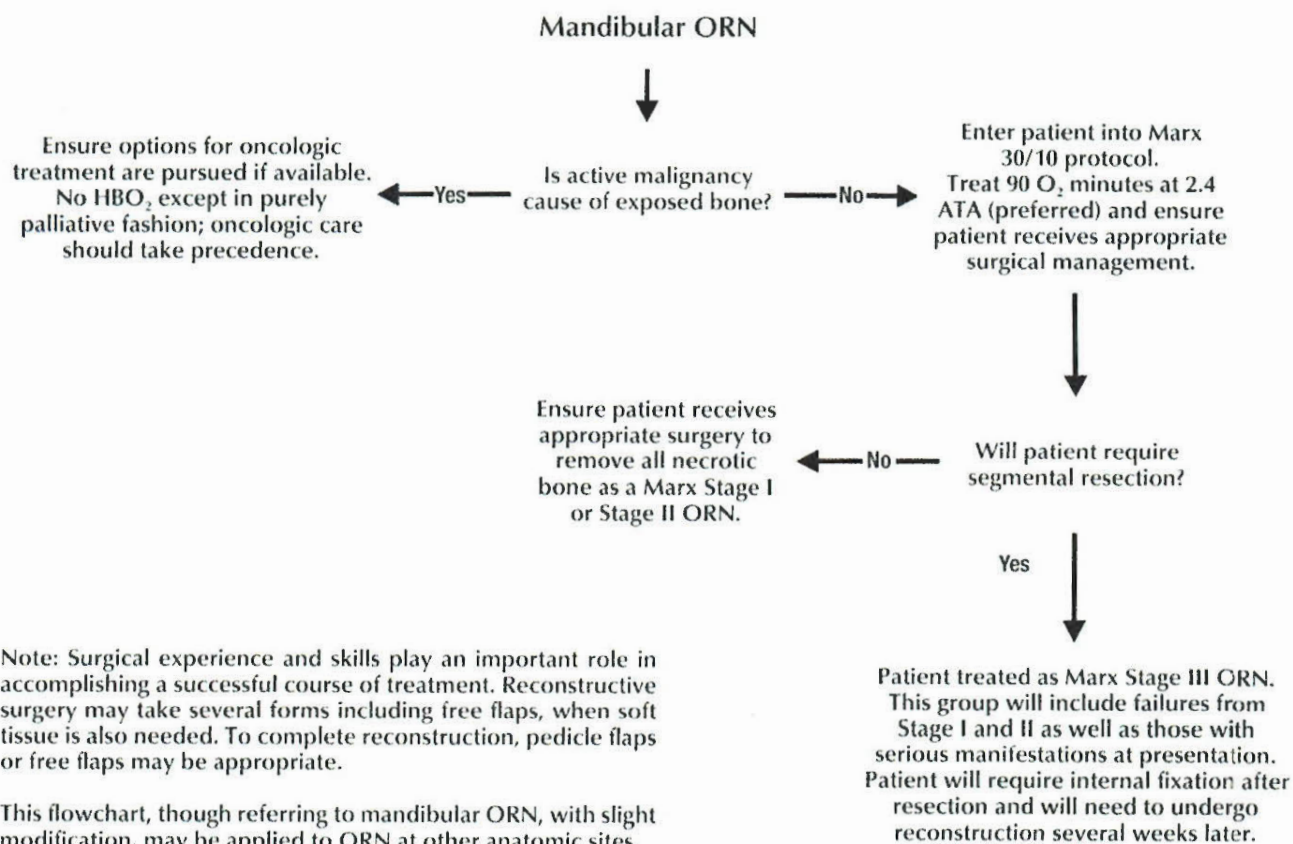 Mandibular ORN
Ensure options for oncologic
treatment are pursued if available.
No HBO₂ except in purely
palliative fashion; oncologic care
should take precedence.
Yes
Is active malignancy
cause of exposed bone?
No
Enter patient into Marx
30/10 protocol.
Treat 90 O₂ minutes at 2.4
ATA (preferred) and ensure
patient receives appropriate
surgical management.
Ensure patient receives
appropriate surgery to
remove all necrotic
bone as a Marx Stage I
or Stage II ORN.
No
Will patient require
segmental resection?
Yes
Patient treated as Marx Stage III ORN.
This group will include failures from
Stage I and II as well as those with
serious manifestations at presentation.
Patient will require internal fixation after
resection and will need to undergo
reconstruction several weeks later.
Note: Surgical experience and skills play an important role in
accomplishing a successful course of treatment. Reconstructive
surgery may take several forms including free flaps, when soft
tissue is also needed. To complete reconstruction, pedicle flaps
or free flaps may be appropriate.
This flowchart, though referring to mandibular ORN, with slight
modification, may be applied to ORN at other anatomic sites.